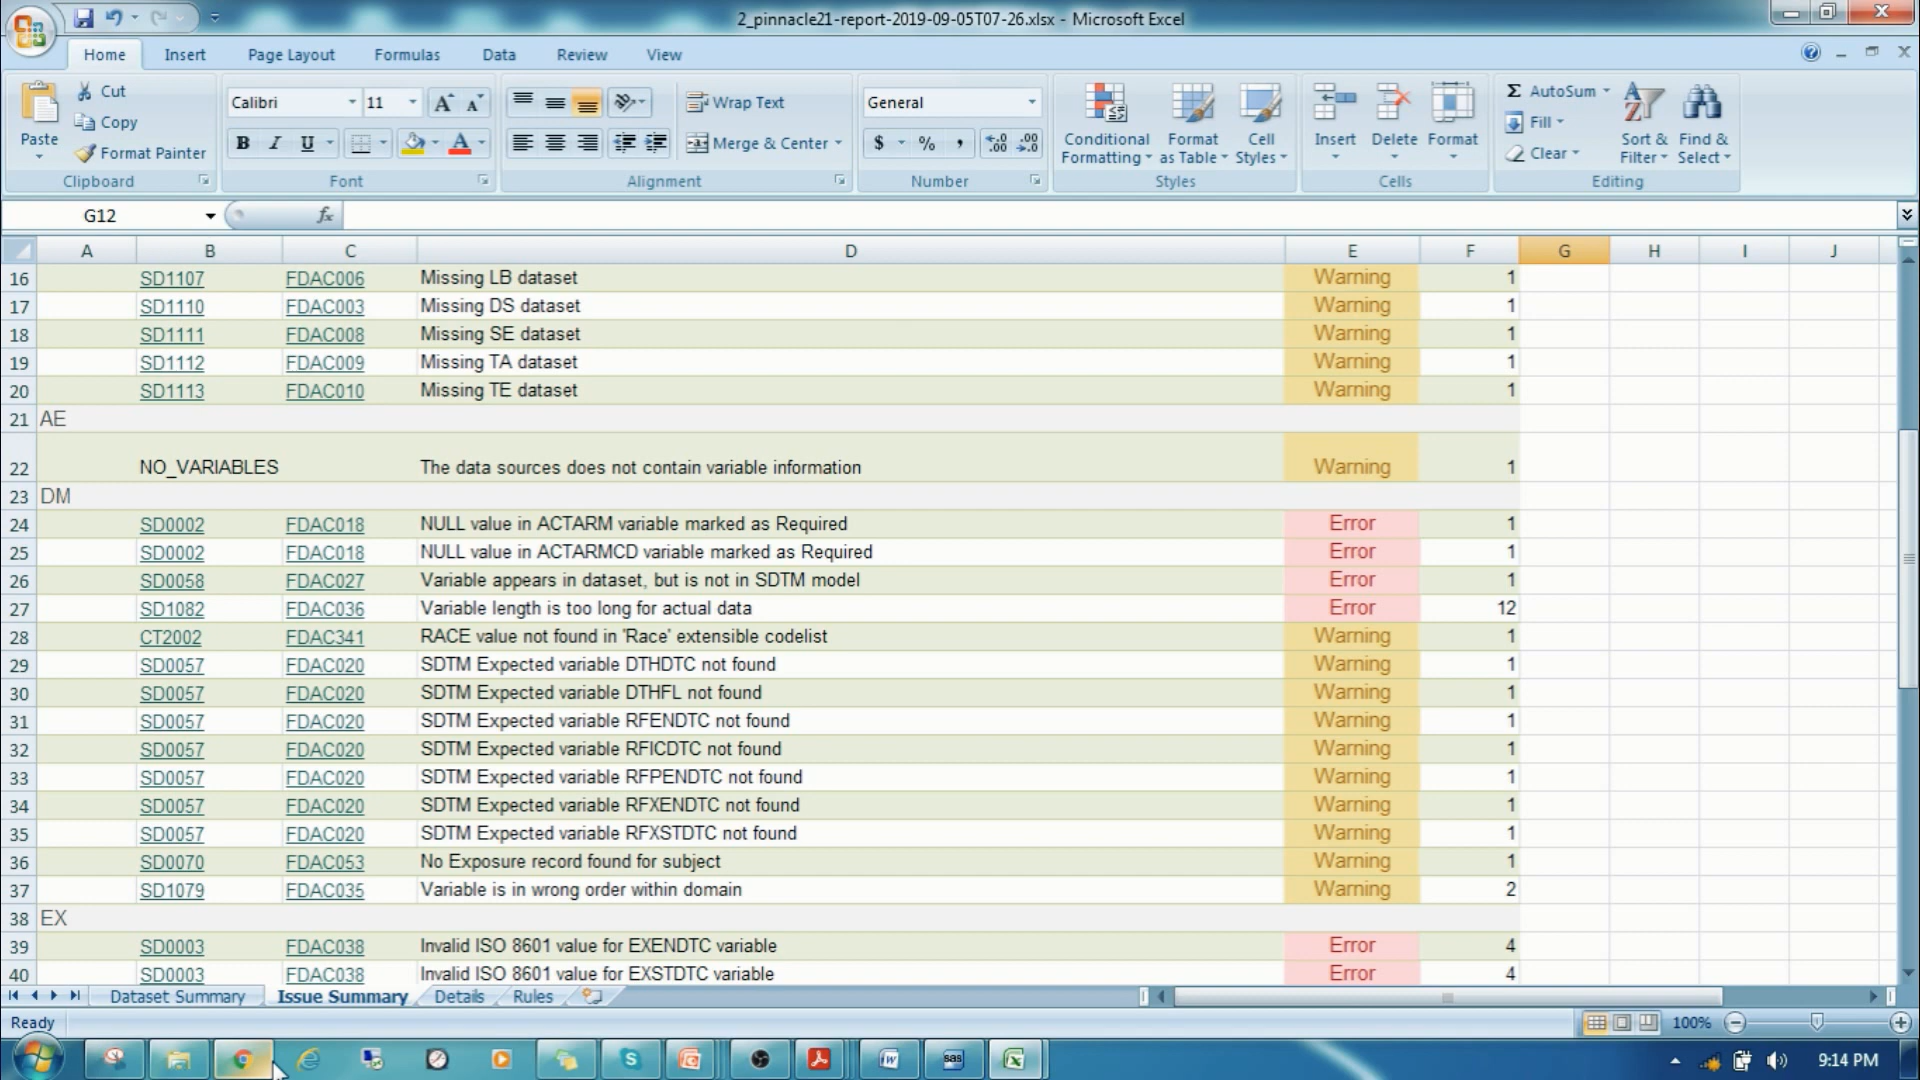 2_pinnacle21-report-2019-09-05T07-26.xlsx - Microsoft Excel
Home Insert Page Layout Formulas Data Review View
Paste
Cut
Copy
Format Painter
Clipboard
Calibri 11
B I U
Font
Wrap Text
Merge & Center
Alignment
General
$ % ,
Number
Conditional Formatting
Format as Table
Cell Styles
Styles
Insert Delete Format
Cells
Σ AutoSum
Fill
Clear
Sort & Filter
Find & Select
Editing
G12 fx
A B C D E F G H I J
16 SD1107 FDAC006 Missing LB dataset Warning 1
17 SD1110 FDAC003 Missing DS dataset Warning 1
18 SD1111 FDAC008 Missing SE dataset Warning 1
19 SD1112 FDAC009 Missing TA dataset Warning 1
20 SD1113 FDAC010 Missing TE dataset Warning 1
21 AE
22 NO_VARIABLES The data sources does not contain variable information Warning 1
23 DM
24 SD0002 FDAC018 NULL value in ACTARM variable marked as Required Error 1
25 SD0002 FDAC018 NULL value in ACTARMCD variable marked as Required Error 1
26 SD0058 FDAC027 Variable appears in dataset, but is not in SDTM model Error 1
27 SD1082 FDAC036 Variable length is too long for actual data Error 12
28 CT2002 FDAC341 RACE value not found in 'Race' extensible codelist Warning 1
29 SD0057 FDAC020 SDTM Expected variable DTHDTC not found Warning 1
30 SD0057 FDAC020 SDTM Expected variable DTHFL not found Warning 1
31 SD0057 FDAC020 SDTM Expected variable RFENDTC not found Warning 1
32 SD0057 FDAC020 SDTM Expected variable RFICDTC not found Warning 1
33 SD0057 FDAC020 SDTM Expected variable RFPENDTC not found Warning 1
34 SD0057 FDAC020 SDTM Expected variable RFXENDTC not found Warning 1
35 SD0057 FDAC020 SDTM Expected variable RFXSTDTC not found Warning 1
36 SD0070 FDAC053 No Exposure record found for subject Warning 1
37 SD1079 FDAC035 Variable is in wrong order within domain Warning 2
38 EX
39 SD0003 FDAC038 Invalid ISO 8601 value for EXENDTC variable Error 4
40 SD0003 FDAC038 Invalid ISO 8601 value for EXSTDTC variable Error 4
Dataset Summary Issue Summary Details Rules
Ready 100%
sas
9:14 PM